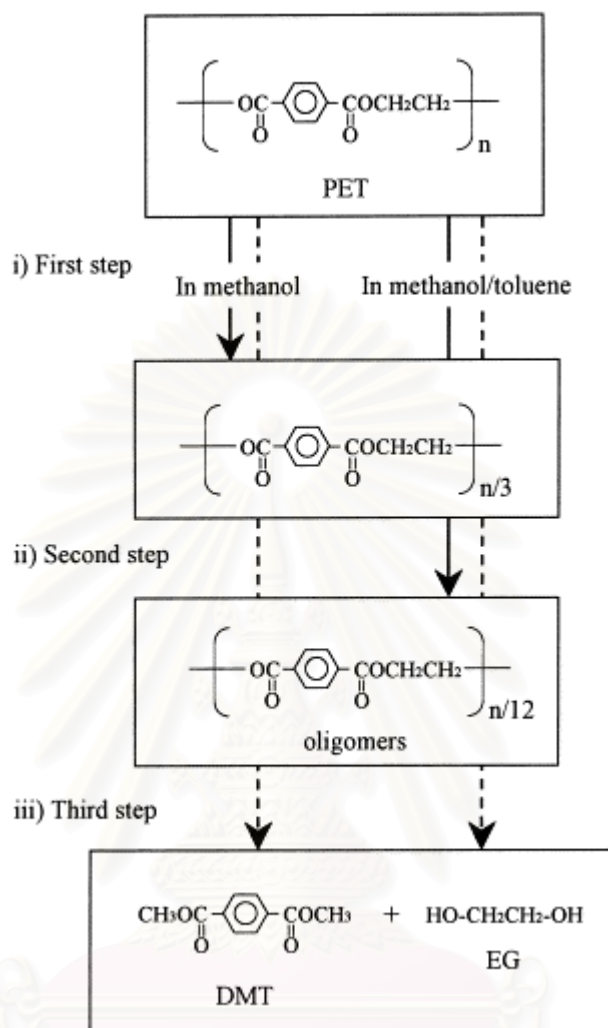 OC
COCH2CH2
O
O
n
PET
i) First step
In methanol
In methanol/toluene
OC
COCH2CH2
O
O
n/3
ii) Second step
OC
COCH2CH2
O
O
n/12
oligomers
iii) Third step
CH3OC
COCH3
+
HO-CH2CH2-OH
O
O
EG
DMT